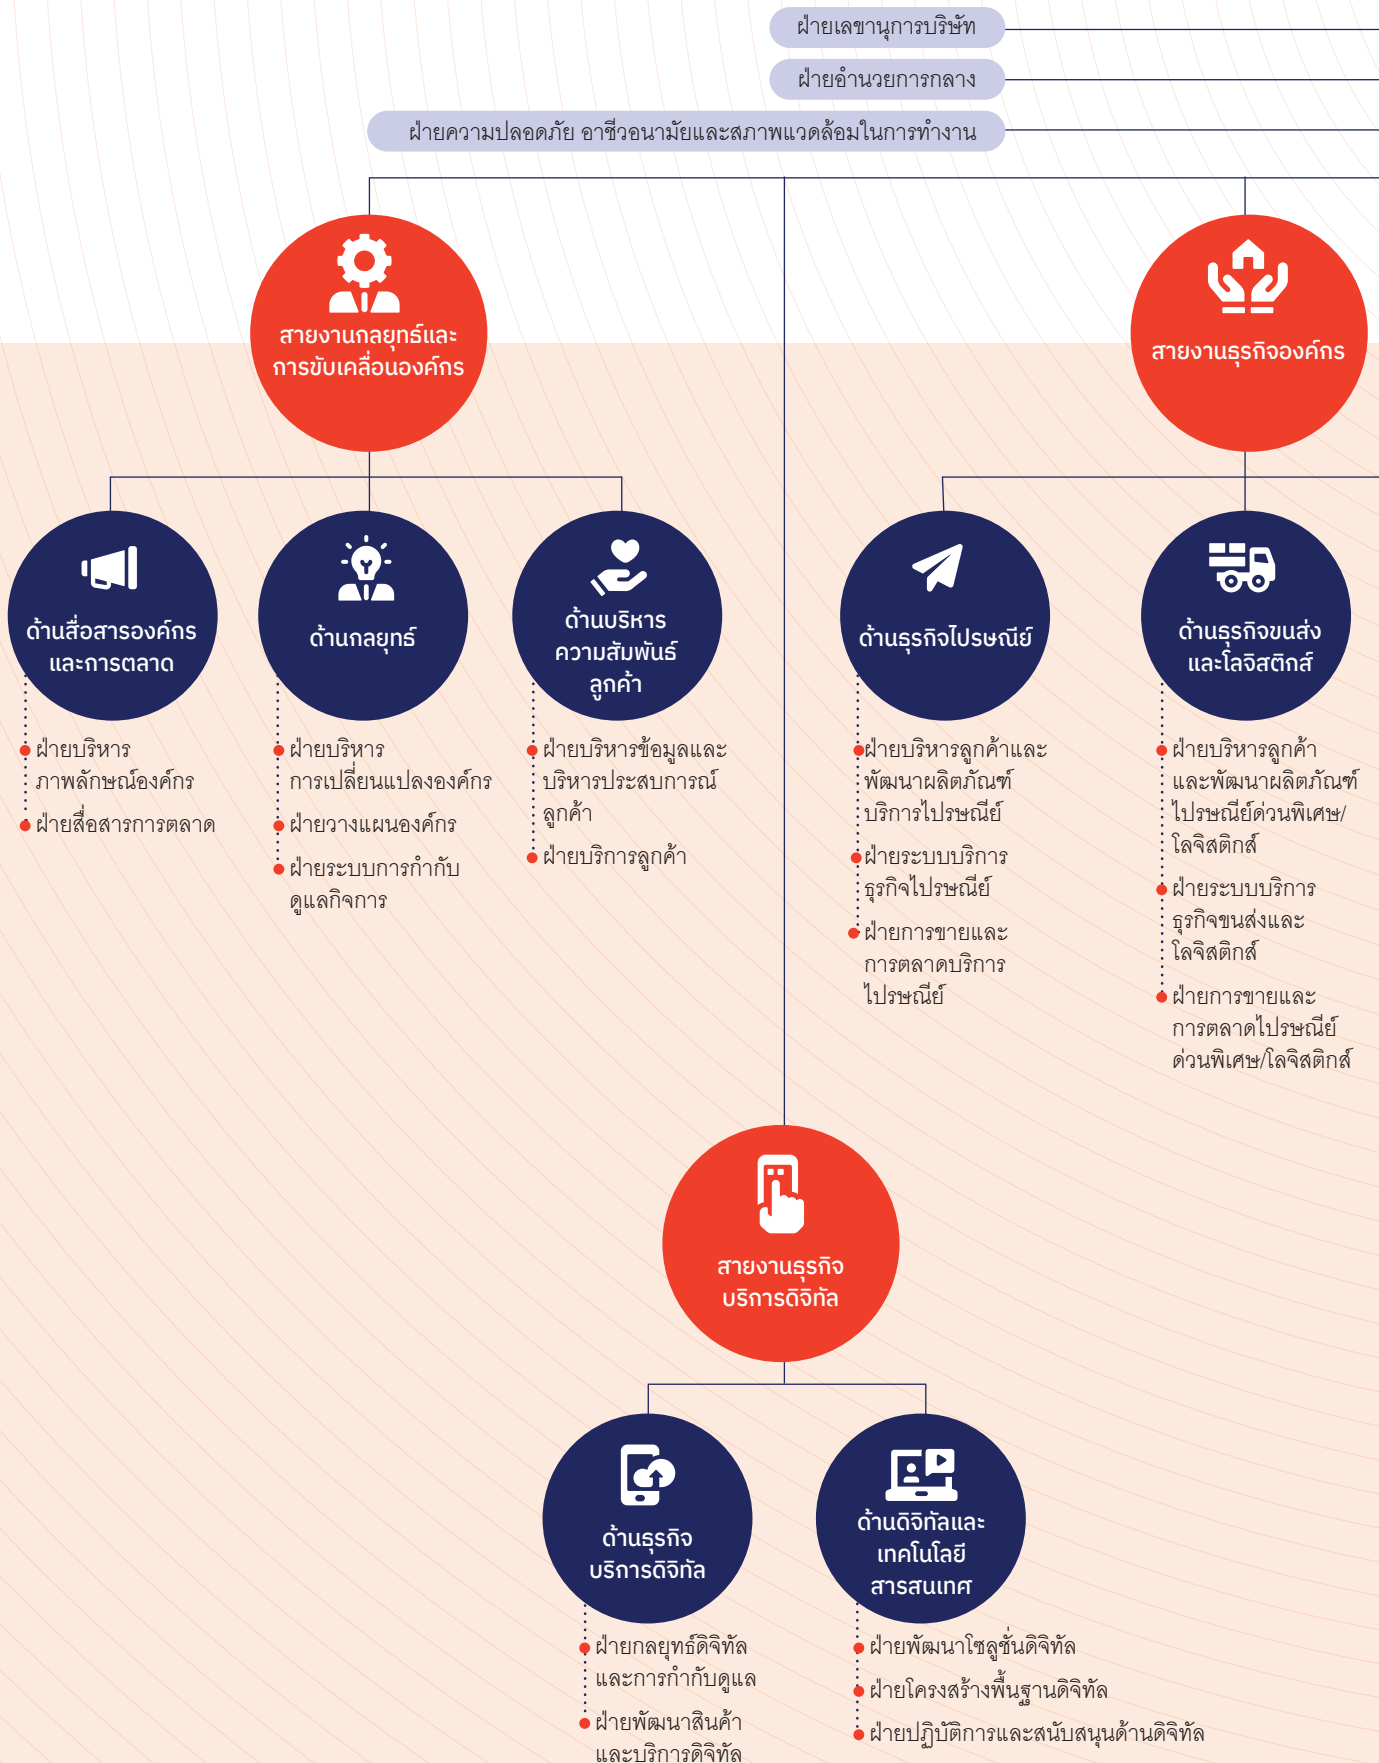 ฝ่ายเลขานุการบริษัท
ฝ่ายอำนวยการกลาง
ฝ่ายความปลอดภัย อาชีวอนามัยและสภาพแวดล้อมในการทำงาน
สายงานกลยุทธ์และ
การขับเคลื่อนองค์กร
สายงานธุรกิจองค์กร
ด้านสื่อสารองค์กร
และการตลาด
ฝ่ายบริหาร
ภาพลักษณ์องค์กร
ฝ่ายสื่อสารการตลาด
ด้านกลยุทธ์
ฝ่ายบริหาร
การเปลี่ยนแปลงองค์กร
ฝ่ายวางแผนองค์กร
ฝ่ายระบบการกำกับ
ดูแลกิจการ
ด้านบริหาร
ความสัมพันธ์
ลูกค้า
ฝ่ายบริหารข้อมูลและ
บริหารประสบการณ์
ลูกค้า
ฝ่ายบริการลูกค้า
ด้านธุรกิจไปรษณีย์
ฝ่ายบริหารลูกค้าและ
พัฒนาผลิตภัณฑ์
บริการไปรษณีย์
ฝ่ายระบบบริการ
ธุรกิจไปรษณีย์
ฝ่ายการขายและ
การตลาดบริการ
ไปรษณีย์
ด้านธุรกิจขนส่ง
และโลจิสติกส์
ฝ่ายบริหารลูกค้า
และพัฒนาผลิตภัณฑ์
ไปรษณีย์ด่วนพิเศษ/
โลจิสติกส์
ฝ่ายระบบบริการ
ธุรกิจขนส่งและ
โลจิสติกส์
ฝ่ายการขายและ
การตลาดไปรษณีย์
ด่วนพิเศษ/โลจิสติกส์
สายงานธุรกิจ
บริการดิจิทัล
ด้านธุรกิจ
บริการดิจิทัล
ฝ่ายกลยุทธ์ดิจิทัล
และการกำกับดูแล
ฝ่ายพัฒนาสินค้า
และบริการดิจิทัล
ด้านดิจิทัลและ
เทคโนโลยี
สารสนเทศ
ฝ่ายพัฒนาโซลูชั่นดิจิทัล
ฝ่ายโครงสร้างพื้นฐานดิจิทัล
ฝ่ายปฏิบัติการและสนับสนุนด้านดิจิทัล